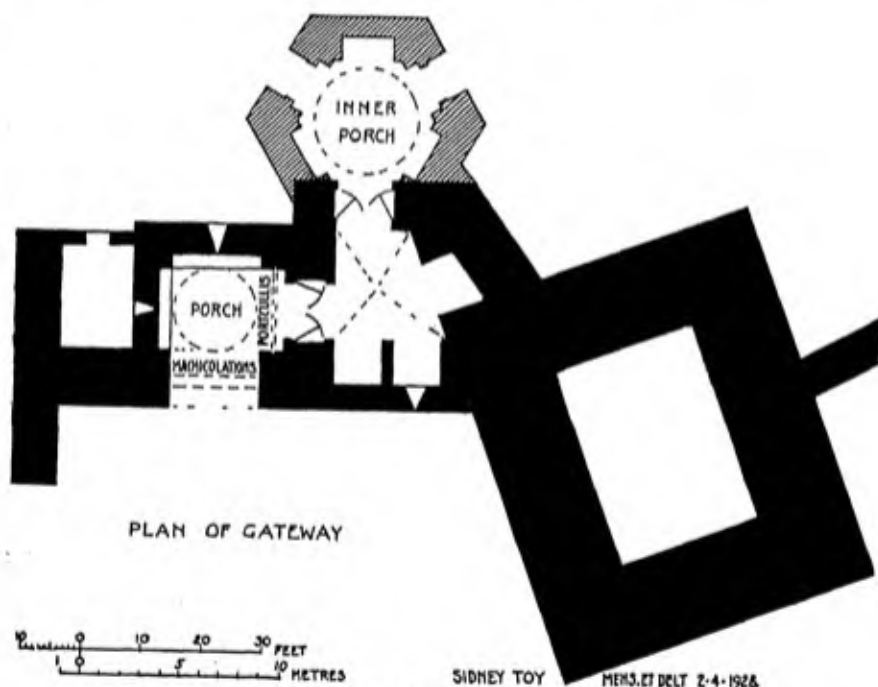 INNER
PORCH
PORCH
PORTCULLIS
MACHICOLATIONS
PLAN OF GATEWAY
10 0 10 20 30 FEET
1 0 5 10 METRES
SIDNEY TOY MENS. ET DELT 2·4·1928